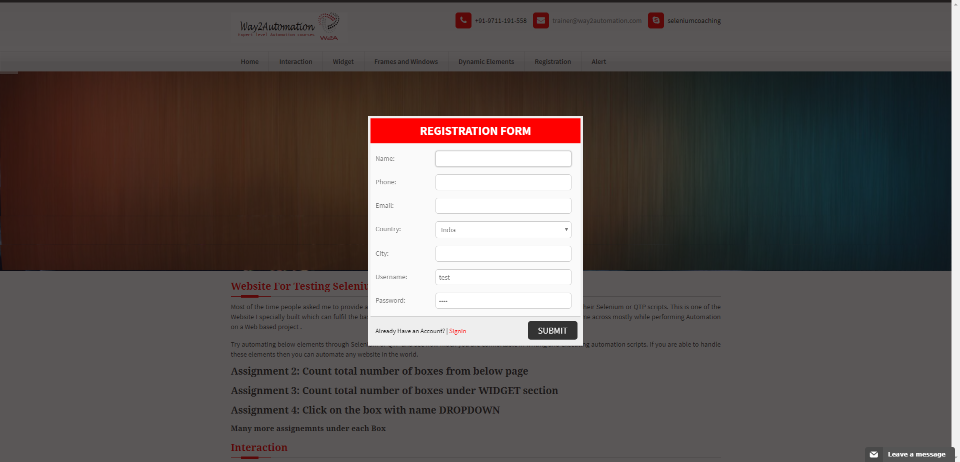 Way2Automation
+91-9711-191-558
trainer@way2automation.com
seleniumcoaching
Home
Interaction
Widget
Frames and Windows
Dynamic Elements
Registration
Alert
REGISTRATION FORM
Name:
Phone:
Email:
Country:
India
City:
Username:
test
Password:
----
Already Have an Account? | Signin
SUBMIT
Website For Testing Seleniu
Most of the time people asked me to provide a
their Selenium or QTP scripts. This is one of the
Website I specially built which can fulfil the
across mostly while performing Automation
on a Web based project .
Try automating below elements through
automation scripts. If you are able to handle
these elements then you can automate any website in the world.
Assignment 2: Count total number of boxes from below page
Assignment 3: Count total number of boxes under WIDGET section
Assignment 4: Click on the box with name DROPDOWN
Many more assignemnts under each Box
Interaction
Leave a message